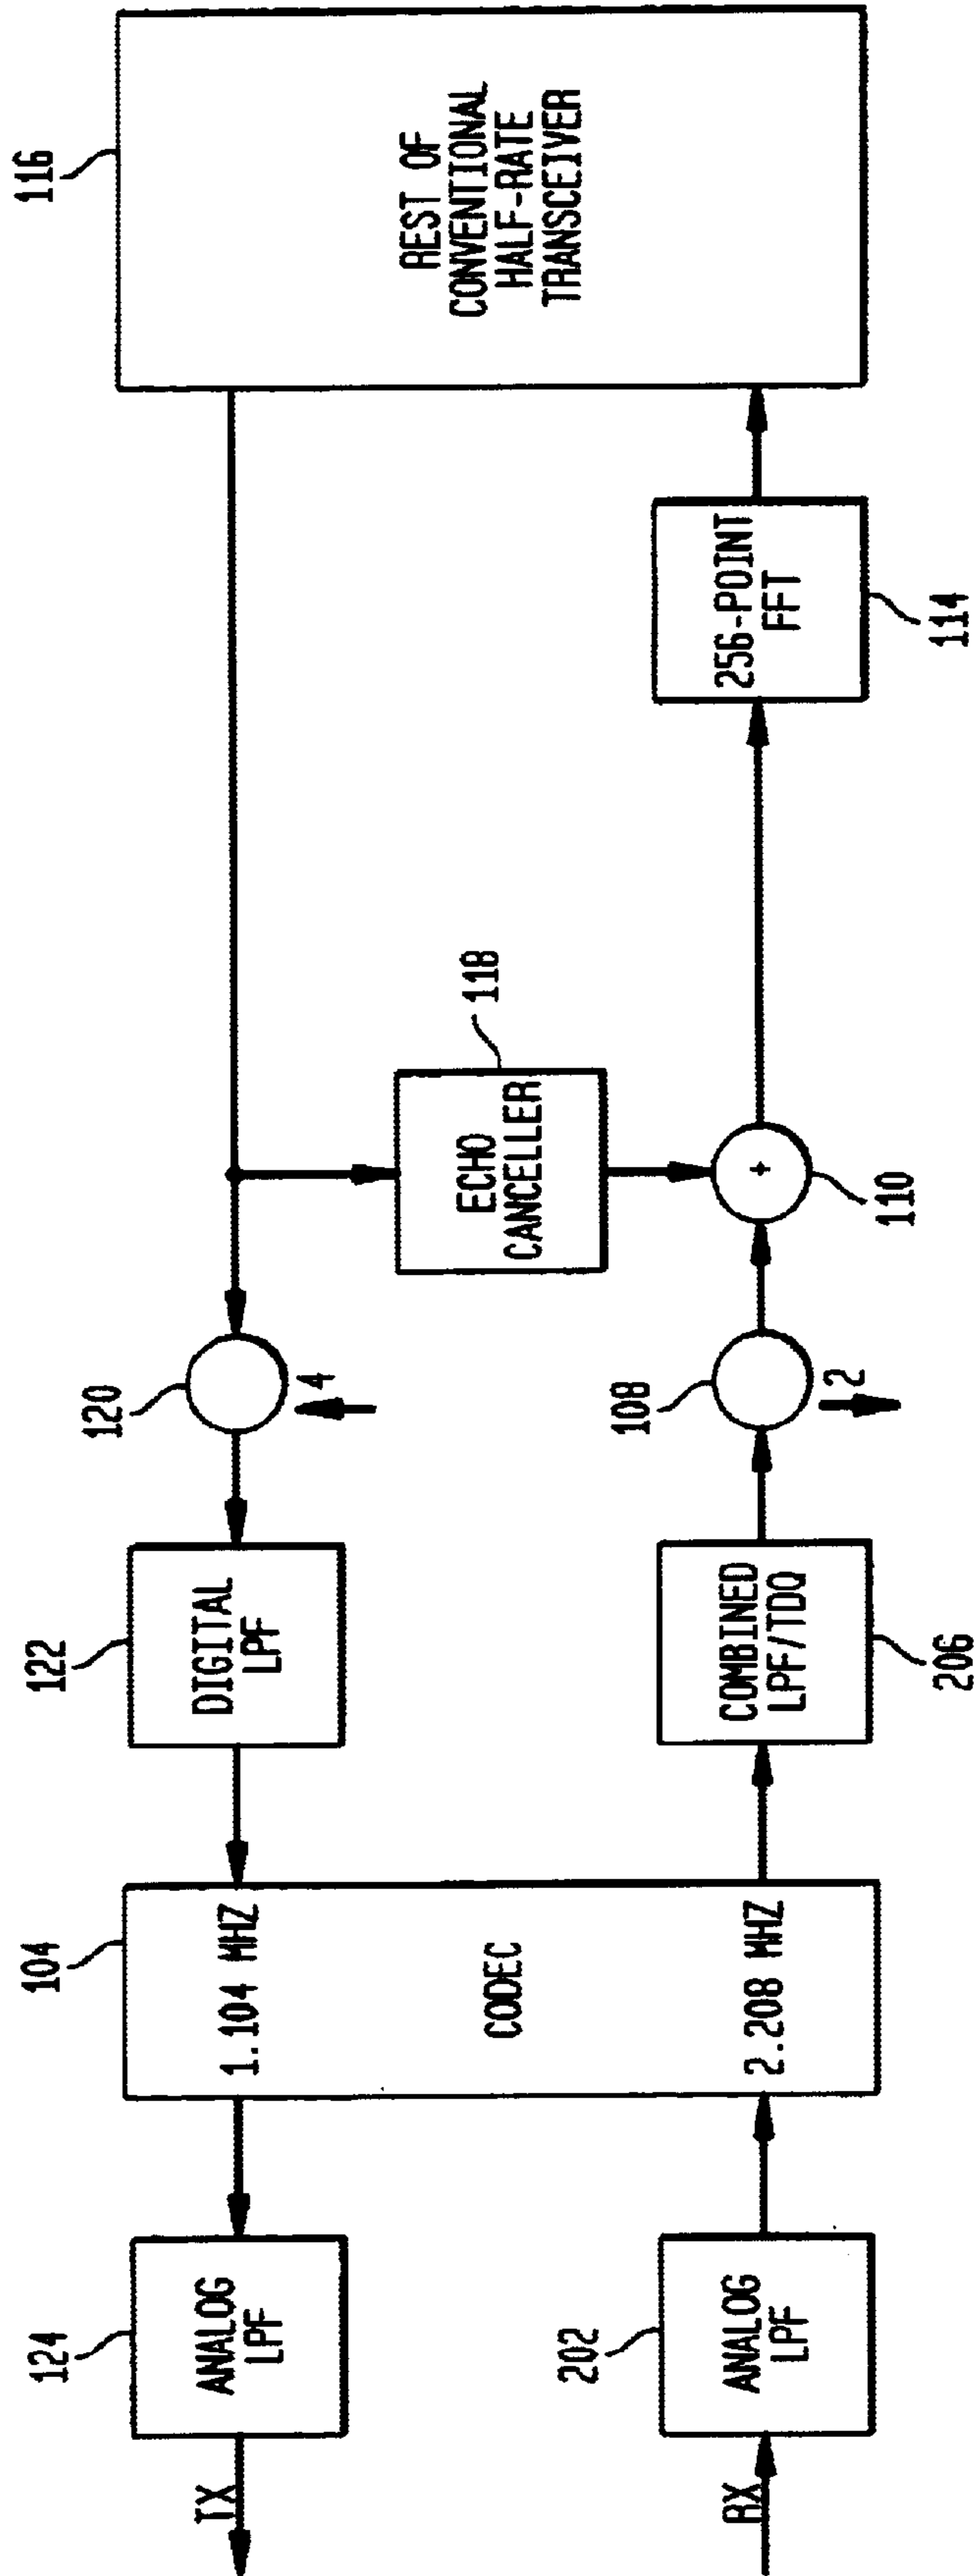 TX
124
ANALOG
LPF
104
1.104 MHZ
CODEC
2.208 MHZ
122
DIGITAL
LPF
120
4
118
ECHO
CANCELLER
116
REST OF
CONVENTIONAL
HALF-RATE
TRANSCEIVER
RX
202
ANALOG
LPF
COMBINED
LPF/TDQ
206
108
2
+
110
256-POINT
FFT
114